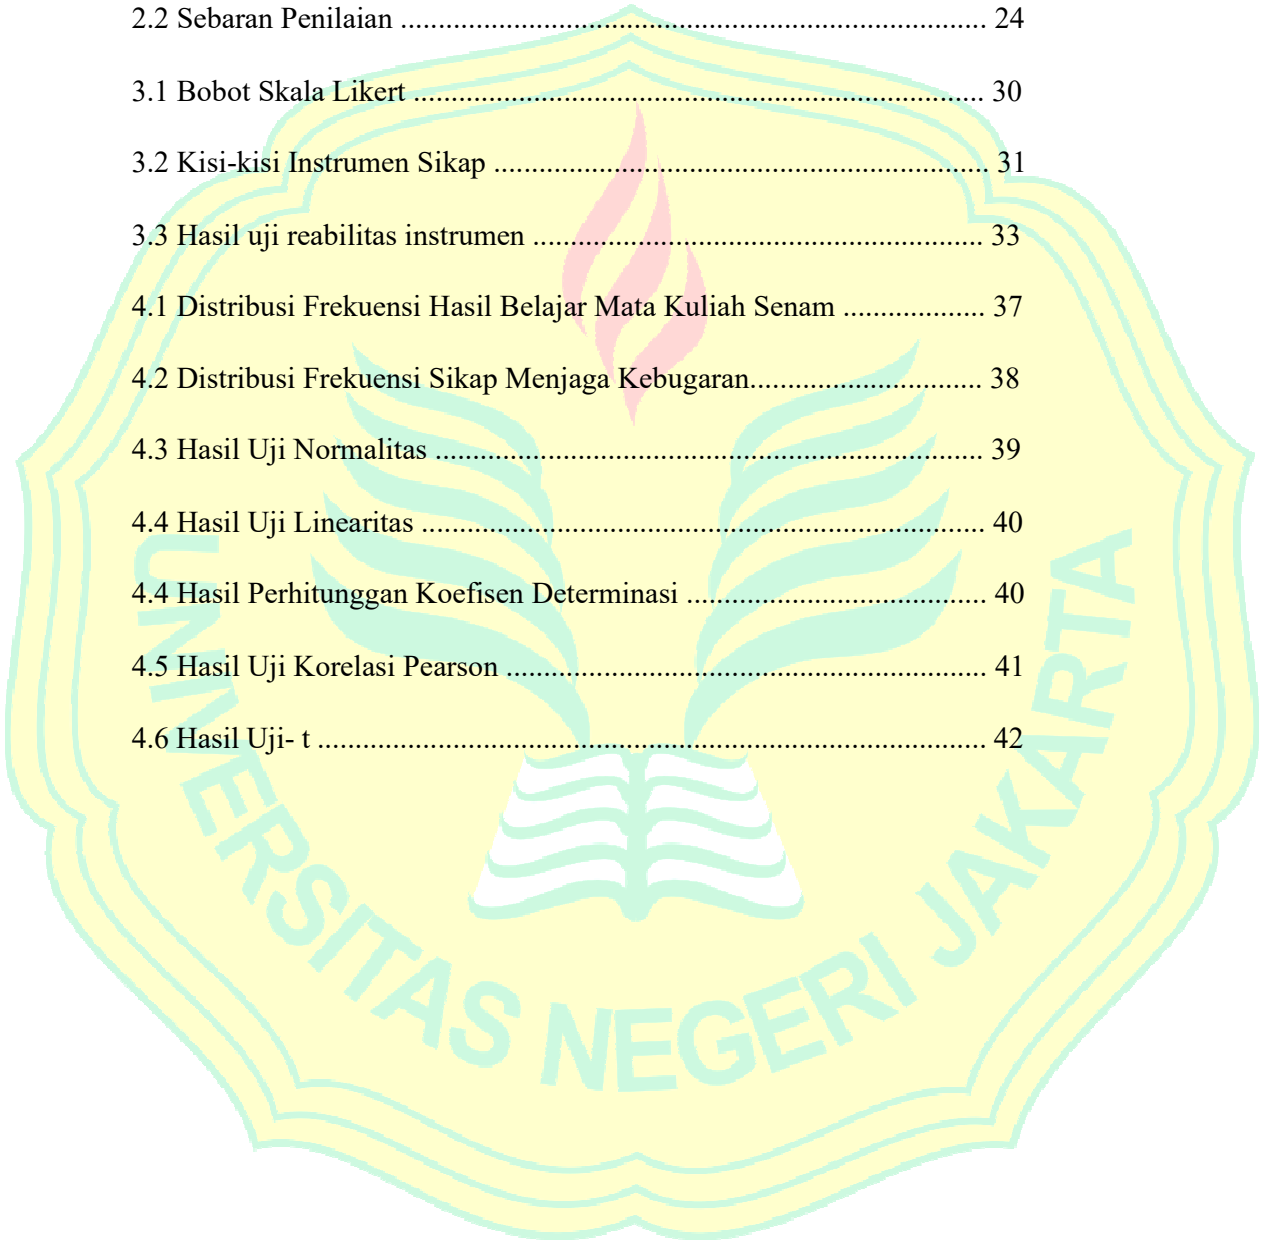 2.2 Sebaran Penilaian .............................................................................. 24
3.1 Bobot Skala Likert ............................................................................ 30
3.2 Kisi-kisi Instrumen Sikap .................................................................. 31
3.3 Hasil uji reabilitas instrumen ............................................................ 33
4.1 Distribusi Frekuensi Hasil Belajar Mata Kuliah Senam ................... 37
4.2 Distribusi Frekuensi Sikap Menjaga Kebugaran............................... 38
4.3 Hasil Uji Normalitas ......................................................................... 39
4.4 Hasil Uji Linearitas ........................................................................... 40
4.4 Hasil Perhitunggan Koefisen Determinasi ........................................ 40
4.5 Hasil Uji Korelasi Pearson ................................................................ 41
4.6 Hasil Uji- t ......................................................................................... 42
UNIVERSITAS NEGERI JAKARTA